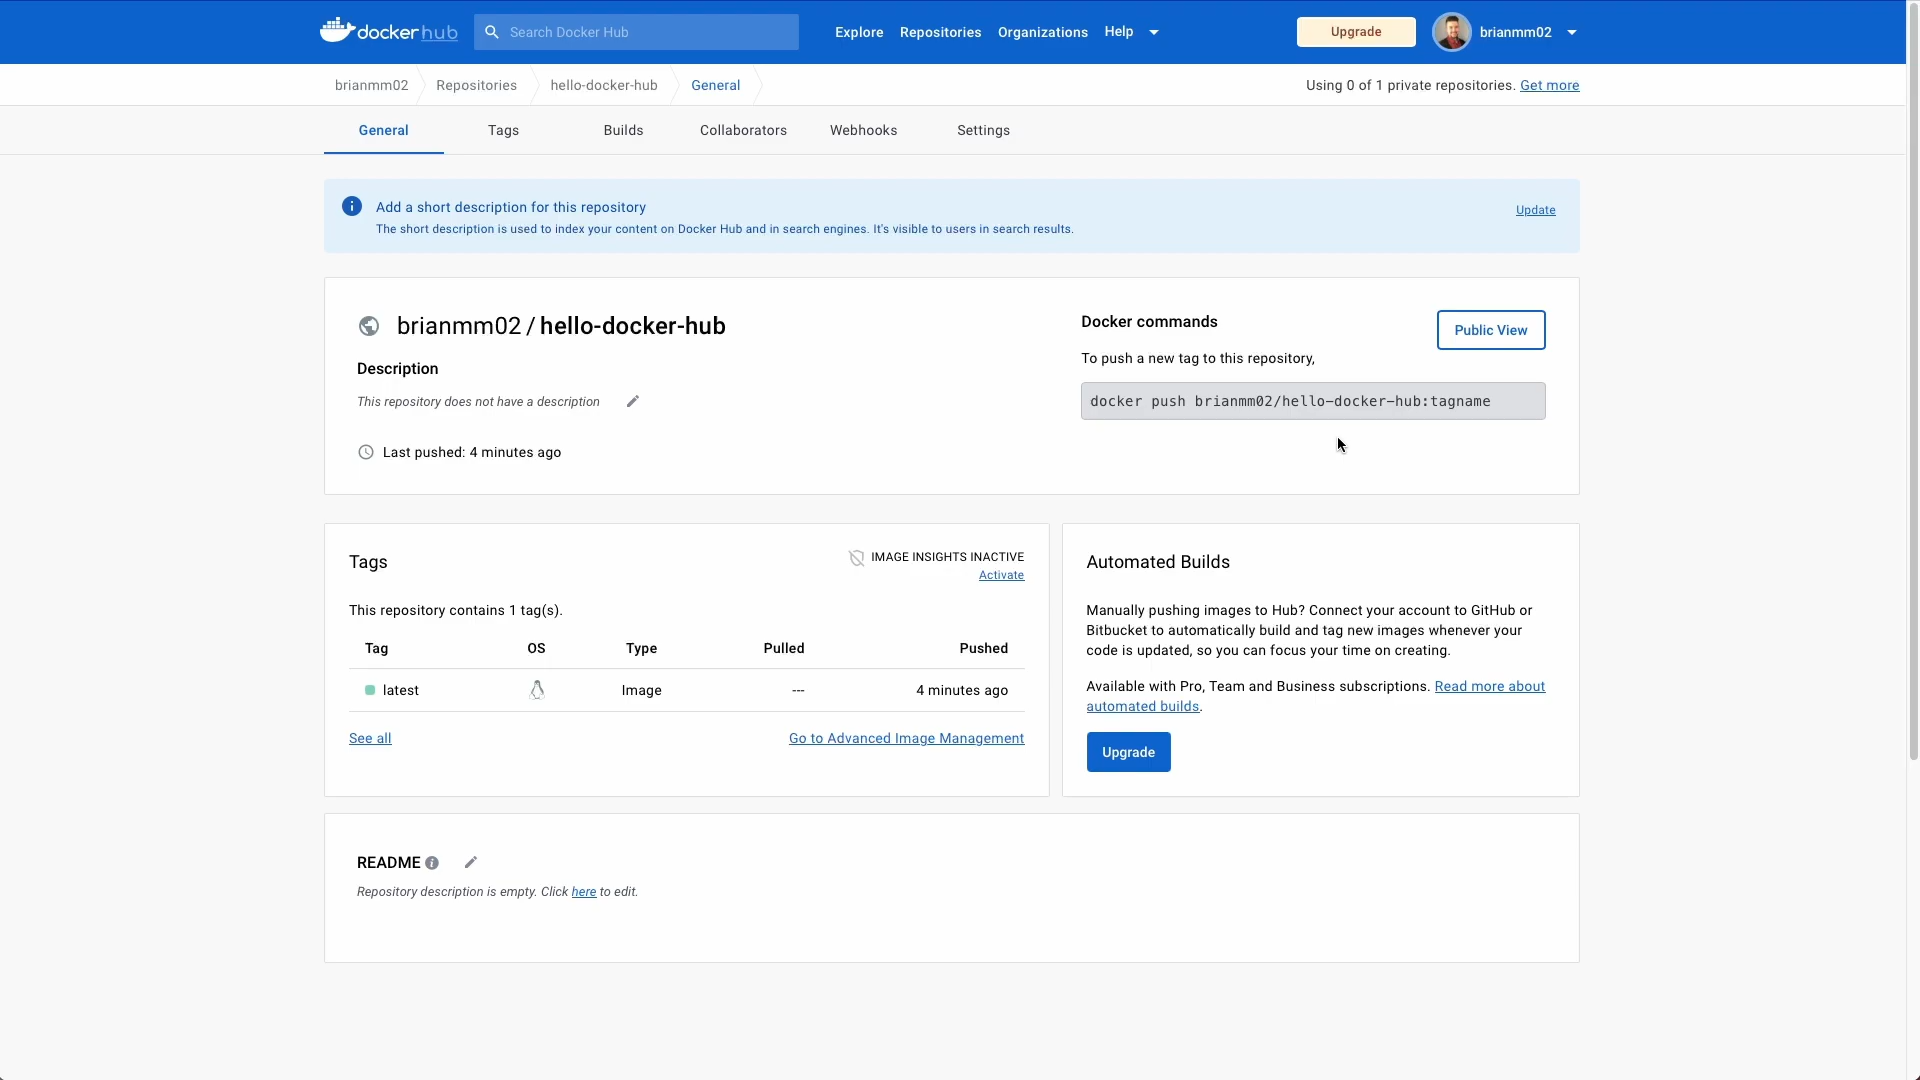 docker hub
Search Docker Hub
Explore
Repositories
Organizations
Help
Upgrade
brianmm02
brianmm02
Repositories
hello-docker-hub
General
Using 0 of 1 private repositories. Get more
General
Tags
Builds
Collaborators
Webhooks
Settings
Add a short description for this repository
The short description is used to index your content on Docker Hub and in search engines. It's visible to users in search results.
Update
brianmm02 / hello-docker-hub
Description
This repository does not have a description
Last pushed: 4 minutes ago
Docker commands
Public View
To push a new tag to this repository,
docker push brianmm02/hello-docker-hub:tagname
Tags
IMAGE INSIGHTS INACTIVE
Activate
This repository contains 1 tag(s).
Tag OS Type Pulled Pushed
latest Image --- 4 minutes ago
See all
Go to Advanced Image Management
Automated Builds
Manually pushing images to Hub? Connect your account to GitHub or
Bitbucket to automatically build and tag new images whenever your
code is updated, so you can focus your time on creating.
Available with Pro, Team and Business subscriptions. Read more about
automated builds.
Upgrade
README
Repository description is empty. Click here to edit.